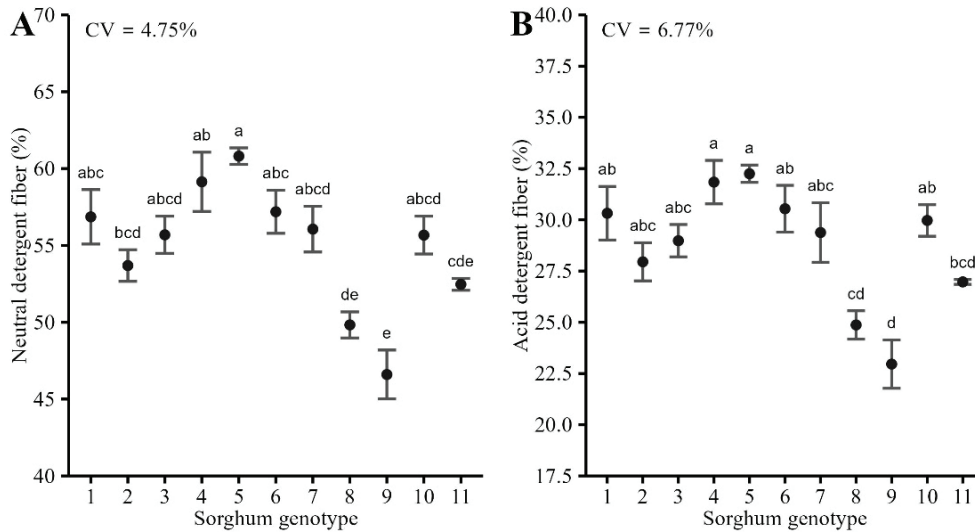 A
CV = 4.75%
Neutral detergent fiber (%)
70
65
60
55
50
45
40
abc
bcd
abcd
ab
a
abc
abcd
de
e
abcd
cde
1 2 3 4 5 6 7 8 9 10 11
Sorghum genotype
B
CV = 6.77%
Acid detergent fiber (%)
40.0
37.5
35.0
32.5
30.0
27.5
25.0
22.5
20.0
17.5
ab
abc
abc
a
a
ab
abc
cd
d
ab
bcd
1 2 3 4 5 6 7 8 9 10 11
Sorghum genotype